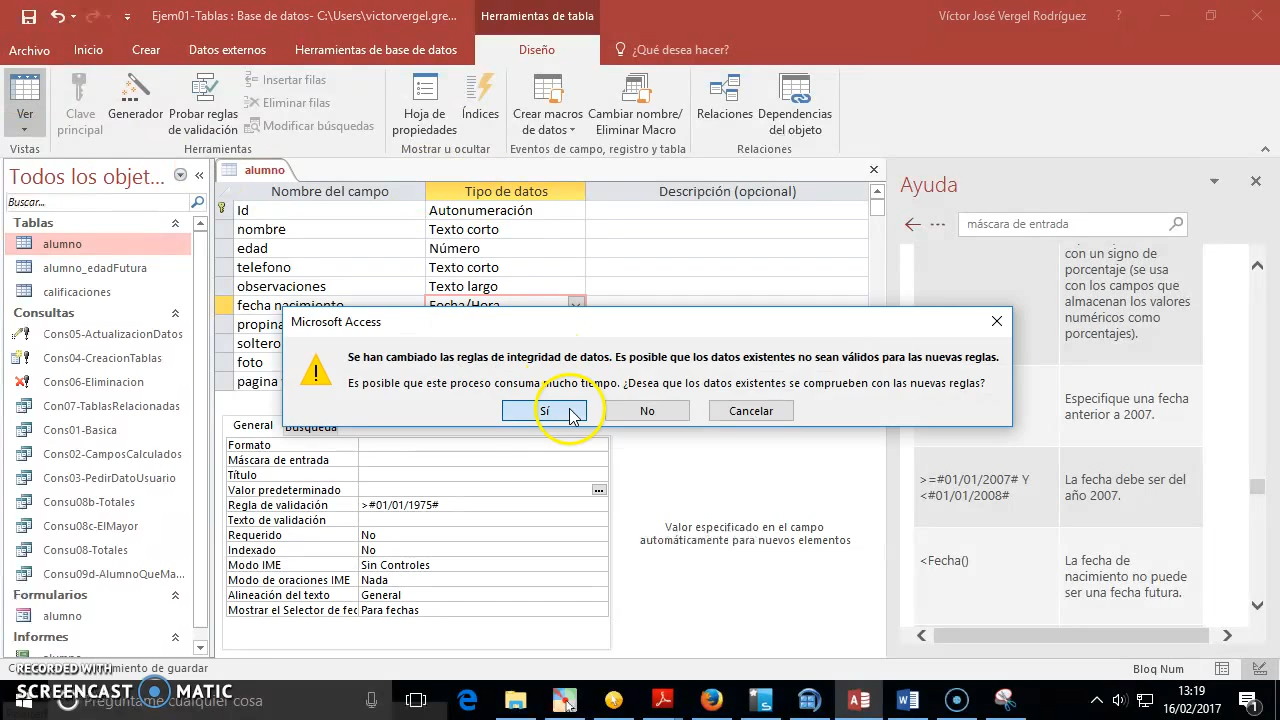 Ejem01-Tablas : Base de datos- C:\Users\victorvergel.gre...
Herramientas de tabla
Víctor José Vergel Rodríguez
?
Archivo Inicio Crear Datos externos Herramientas de base de datos Diseño ¿Qué desea hacer?
Ver
Clave principal
Generador
Probar reglas de validación
Insertar filas
Eliminar filas
Modificar búsquedas
Hoja de propiedades
Índices
Crear macros de datos
Cambiar nombre/ Eliminar Macro
Relaciones
Dependencias del objeto
Vistas Herramientas Mostrar u ocultar Eventos de campo, registro y tabla Relaciones
Todos los objet...
Buscar...
Tablas
alumno
alumno_edadFutura
calificaciones
Consultas
Cons05-ActualizacionDatos
Cons04-CreacionTablas
Cons06-Eliminacion
Con07-TablasRelacionadas
Cons01-Basica
Cons02-CamposCalculados
Cons03-PedirDatoUsuario
Consu08b-Totales
Consu08c-ElMayor
Consu08-Totales
Consu09d-AlumnoQueMa...
Formularios
alumno
Informes
alumno
Nombre del campo Tipo de datos Descripción (opcional)
Id Autonumeración
nombre Texto corto
edad Número
telefono Texto corto
observaciones Texto largo
fecha nacimiento Fecha/Hora
propina
soltero
foto
pagina
Microsoft Access
Se han cambiado las reglas de integridad de datos. Es posible que los datos existentes no sean válidos para las nuevas reglas.
Es posible que este proceso consuma mucho tiempo. ¿Desea que los datos existentes se comprueben con las nuevas reglas?
Sí No Cancelar
General Búsqueda
Formato
Máscara de entrada
Título
Valor predeterminado
Regla de validación >#01/01/1975#
Texto de validación
Requerido No
Indexado No
Modo IME Sin Controles
Modo de oraciones IME Nada
Alineación del texto General
Mostrar el Selector de fec Para fechas
Valor especificado en el campo
automáticamente para nuevos elementos
Ayuda
máscara de entrada
con un signo de
porcentaje (se usa
con los campos que
almacenan los valores
numéricos como
porcentajes).
Especifique una fecha
anterior a 2007.
>=#01/01/2007# Y
<#01/01/2008#
La fecha debe ser del
año 2007.
<Fecha()
La fecha de
nacimiento no puede
ser una fecha futura.
Bloq Num
RECORDED WITH
SCREENCAST MATIC
Pregúntame cualquier cosa
13:19
16/02/2017
1